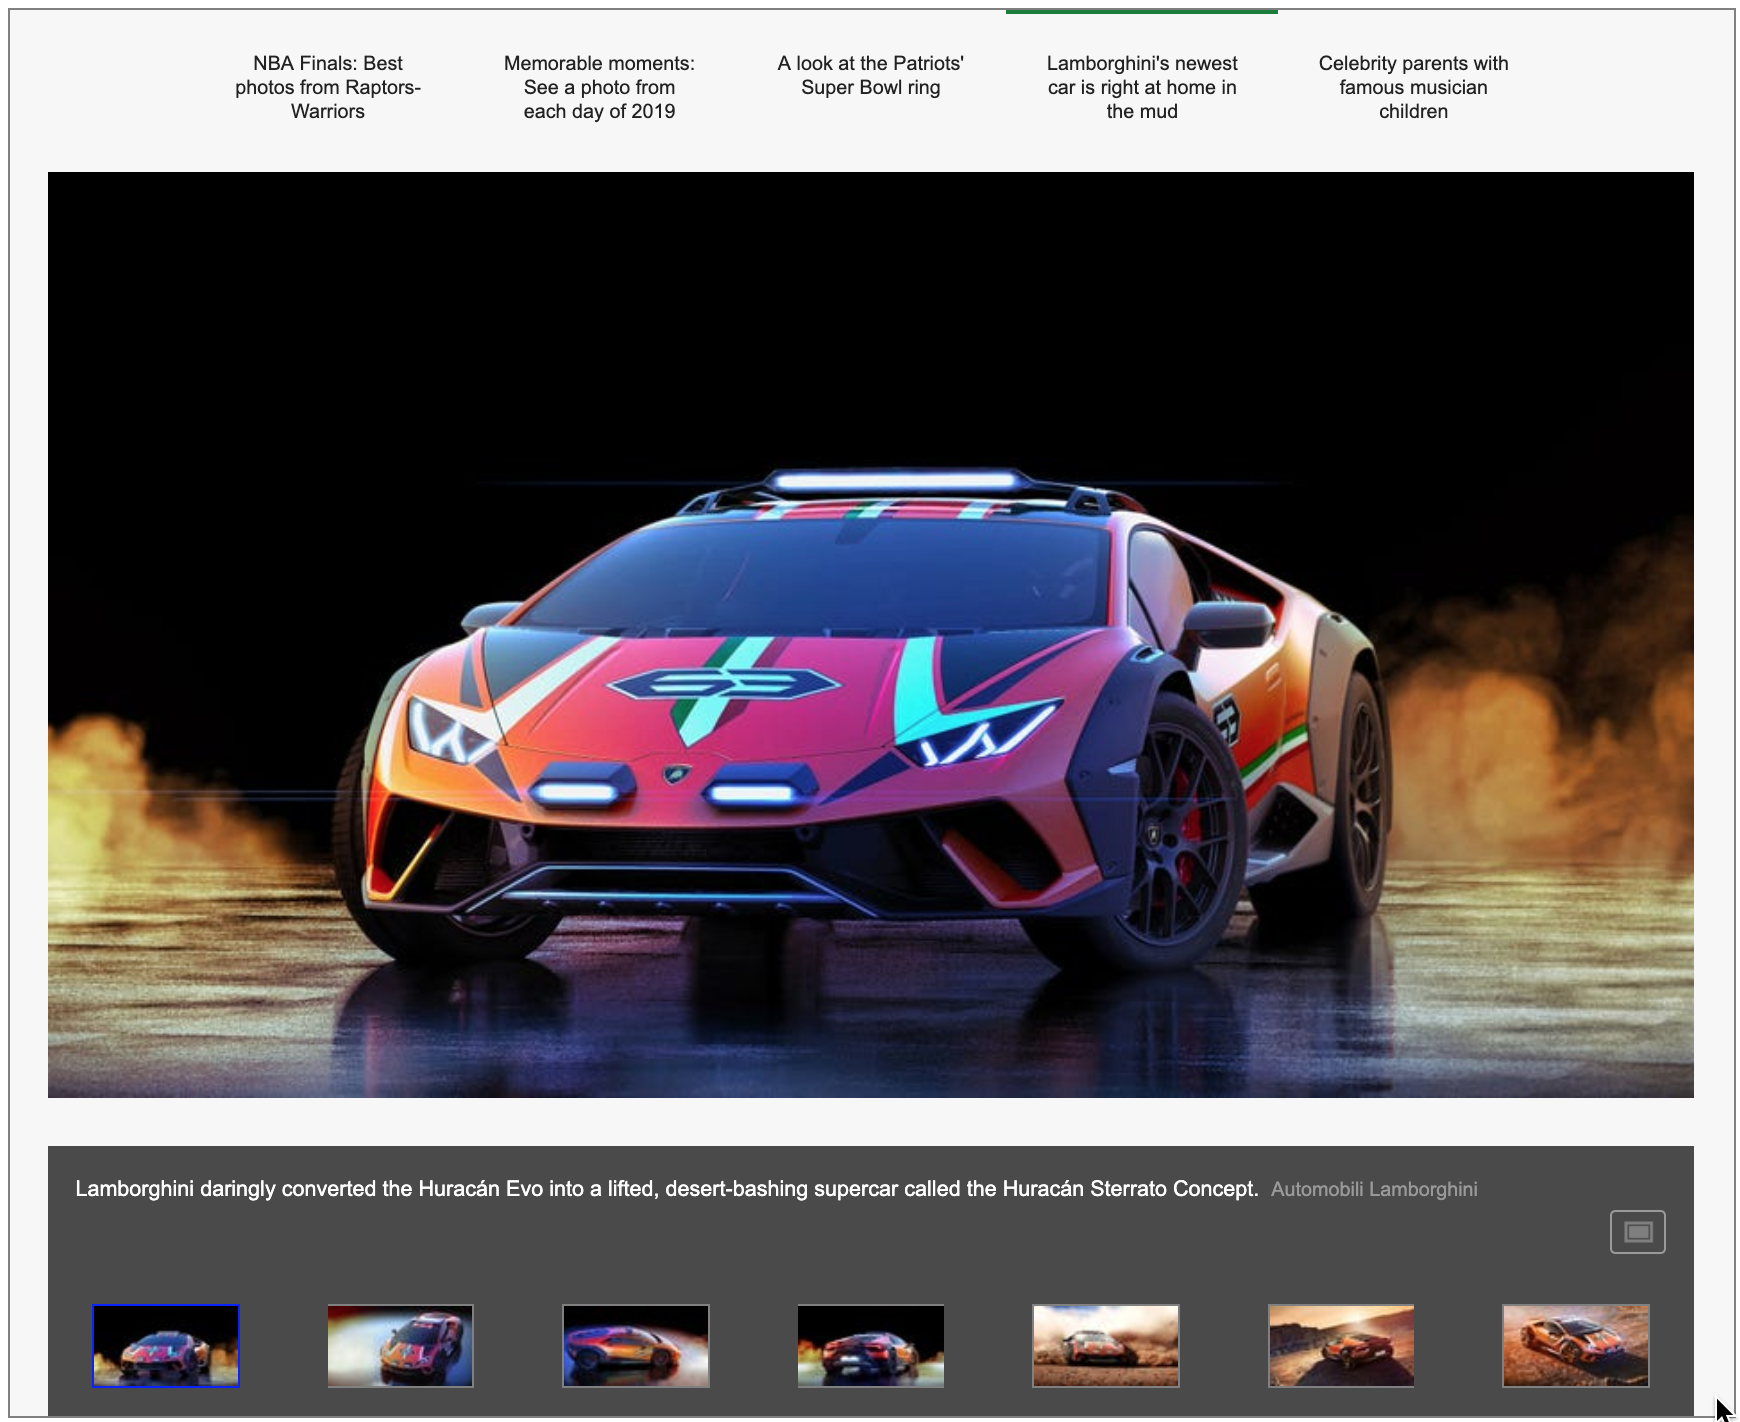 NBA Finals: Best
photos from Raptors-
Warriors
Memorable moments:
See a photo from
each day of 2019
A look at the Patriots'
Super Bowl ring
Lamborghini's newest
car is right at home in
the mud
Celebrity parents with
famous musician
children
Lamborghini daringly converted the Huracán Evo into a lifted, desert-bashing supercar called the Huracán Sterrato Concept. Automobili Lamborghini